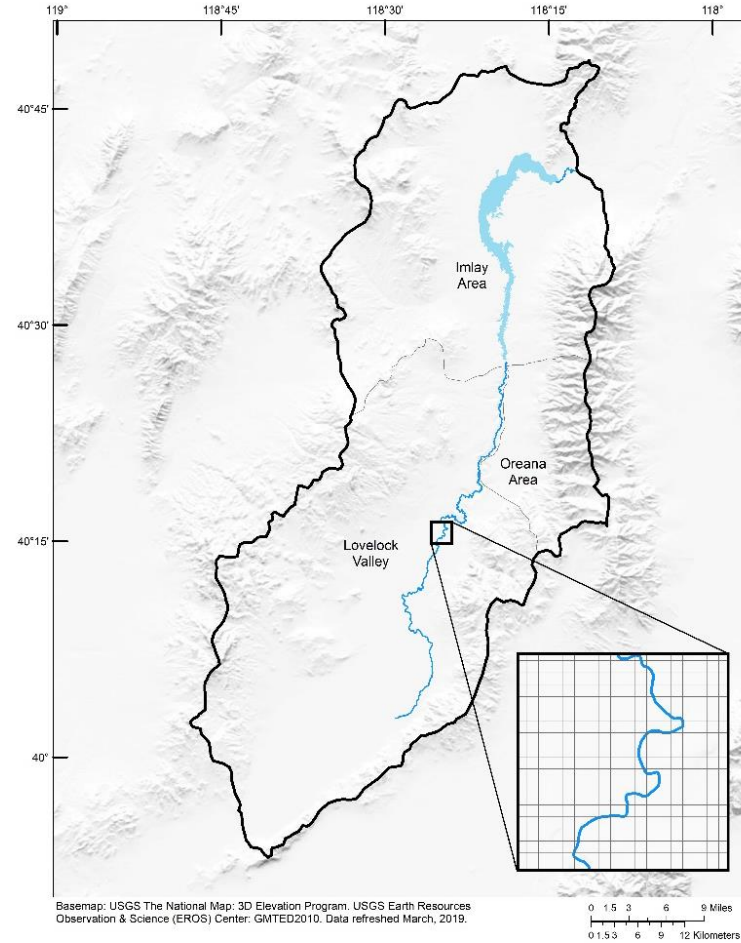 119° 118°45' 118°30' 118°15' 118°
40°45'
Imlay
Area
40°30'
Oreana
Area
40°15'
Lovelock
Valley
40°
Basemap: USGS The National Map: 3D Elevation Program. USGS Earth Resources
Observation & Science (EROS) Center: GMTED2010. Data refreshed March, 2019.
0 1.5 3 6 9 Miles
0 1.5 3 6 9 12 Kilometers